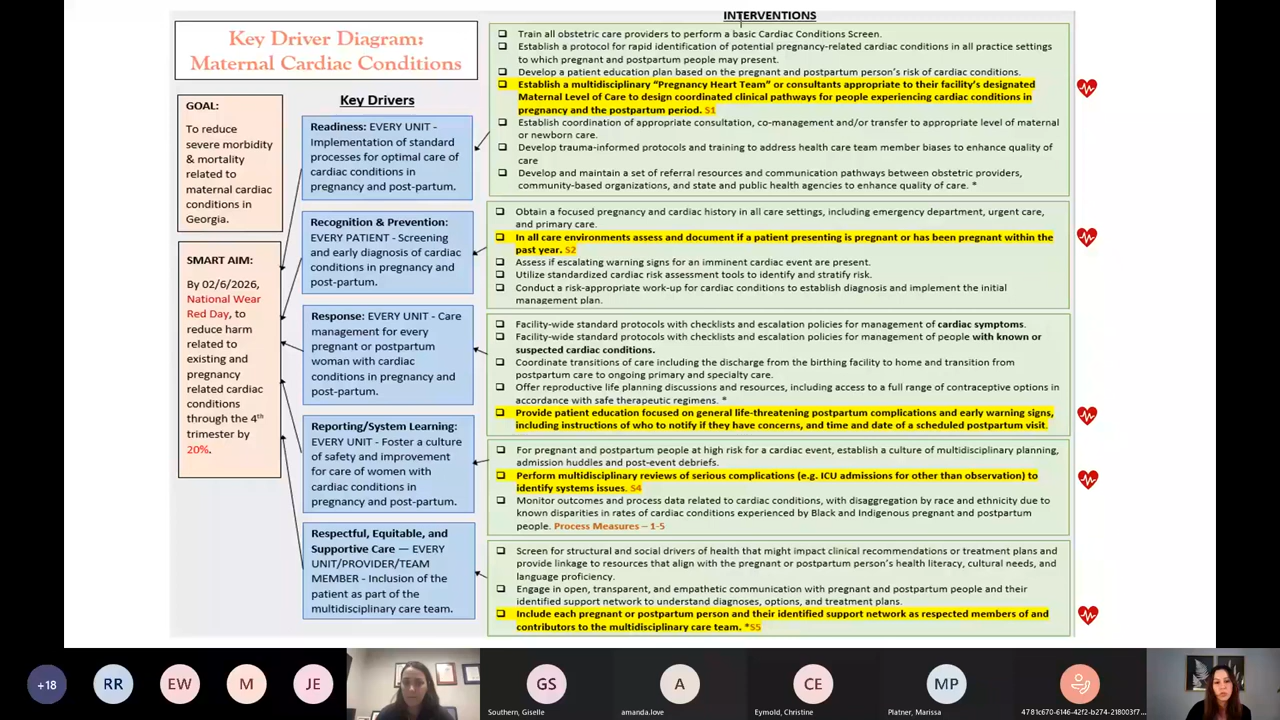 Key Driver Diagram:
Maternal Cardiac Conditions
GOAL:
To reduce
severe morbidity
& mortality
related to
maternal cardiac
conditions in
Georgia.
SMART AIM:
By 02/6/2026,
National Wear
Red Day, to
reduce harm
related to
existing and
pregnancy
related cardiac
conditions
through the 4th
trimester by
20%.
Key Drivers
Readiness: EVERY UNIT -
Implementation of standard
processes for optimal care of
cardiac conditions in
pregnancy and post-partum.
Recognition & Prevention:
EVERY PATIENT - Screening
and early diagnosis of cardiac
conditions in pregnancy and
post-partum.
Response: EVERY UNIT - Care
management for every
pregnant or postpartum
woman with cardiac
conditions in pregnancy and
post-partum.
Reporting/System Learning:
EVERY UNIT - Foster a culture
of safety and improvement
for care of women with
cardiac conditions in
pregnancy and post-partum.
Respectful, Equitable, and
Supportive Care — EVERY
UNIT/PROVIDER/TEAM
MEMBER - Inclusion of the
patient as part of the
multidisciplinary care team.
INTERVENTIONS
Train all obstetric care providers to perform a basic Cardiac Conditions Screen.
Establish a protocol for rapid identification of potential pregnancy-related cardiac conditions in all practice settings
to which pregnant and postpartum people may present.
Develop a patient education plan based on the pregnant and postpartum person's risk of cardiac conditions.
Establish a multidisciplinary "Pregnancy Heart Team" or consultants appropriate to their facility's designated
Maternal Level of Care to design coordinated clinical pathways for people experiencing cardiac conditions in
pregnancy and the postpartum period. S1
Establish coordination of appropriate consultation, co-management and/or transfer to appropriate level of maternal
or newborn care.
Develop trauma-informed protocols and training to address health care team member biases to enhance quality of
care
Develop and maintain a set of referral resources and communication pathways between obstetric providers,
community-based organizations, and state and public health agencies to enhance quality of care. *
Obtain a focused pregnancy and cardiac history in all care settings, including emergency department, urgent care,
and primary care.
In all care environments assess and document if a patient presenting is pregnant or has been pregnant within the
past year. S2
Assess if escalating warning signs for an imminent cardiac event are present.
Utilize standardized cardiac risk assessment tools to identify and stratify risk.
Conduct a risk-appropriate work-up for cardiac conditions to establish diagnosis and implement the initial
management plan.
Facility-wide standard protocols with checklists and escalation policies for management of cardiac symptoms.
Facility-wide standard protocols with checklists and escalation policies for management of people with known or
suspected cardiac conditions.
Coordinate transitions of care including the discharge from the birthing facility to home and transition from
postpartum care to ongoing primary and specialty care.
Offer reproductive life planning discussions and resources, including access to a full range of contraceptive options in
accordance with safe therapeutic regimens. *
Provide patient education focused on general life-threatening postpartum complications and early warning signs,
including instructions of who to notify if they have concerns, and time and date of a scheduled postpartum visit.
For pregnant and postpartum people at high risk for a cardiac event, establish a culture of multidisciplinary planning,
admission huddles and post-event debriefs.
Perform multidisciplinary reviews of serious complications (e.g. ICU admissions for other than observation) to
identify systems issues. S4
Monitor outcomes and process data related to cardiac conditions, with disaggregation by race and ethnicity due to
known disparities in rates of cardiac conditions experienced by Black and Indigenous pregnant and postpartum
people. Process Measures – 1-5
Screen for structural and social drivers of health that might impact clinical recommendations or treatment plans and
provide linkage to resources that align with the pregnant or postpartum person's health literacy, cultural needs, and
language proficiency.
Engage in open, transparent, and empathetic communication with pregnant and postpartum people and their
identified support network to understand diagnoses, options, and treatment plans.
Include each pregnant or postpartum person and their identified support network as respected members of and
contributors to the multidisciplinary care team. *S5
+18
RR
EW
M
JE
GS
Southern, Giselle
A
amanda.love
CE
Eymold, Christine
MP
Platner, Marissa
4781c670-6146-42f2-b274-218003f7...